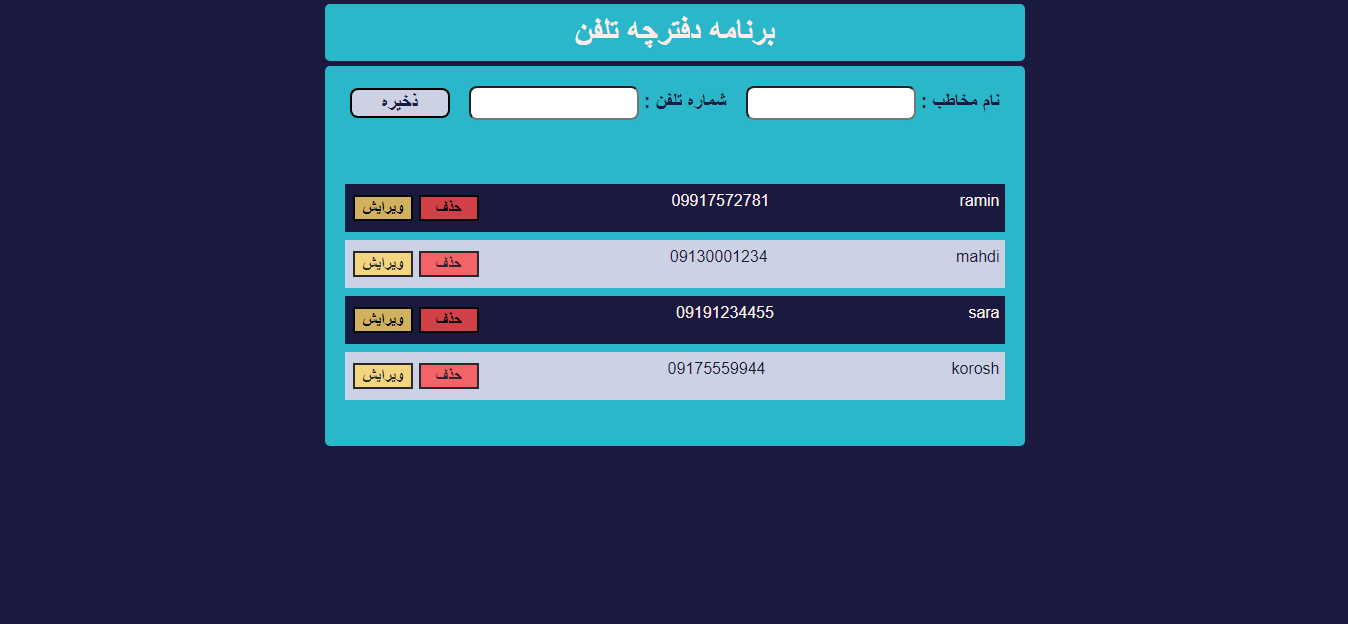 برنامه دفترچه تلفن
نام مخاطب : شماره تلفن : ذخیره
ramin 09917572781 حذف ویرایش
mahdi 09130001234 حذف ویرایش
sara 09191234455 حذف ویرایش
korosh 09175559944 حذف ویرایش